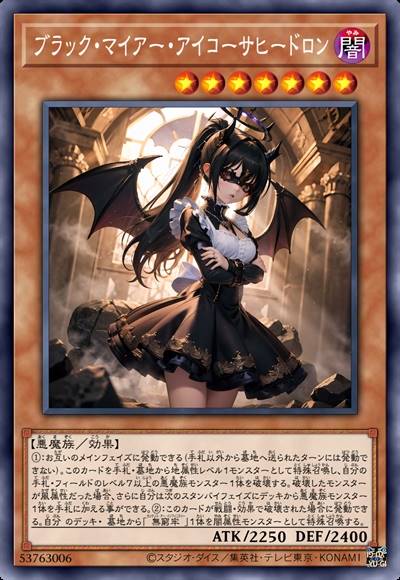 ブラック・マイアー・アイコーサヒードロン
やみ
闇
【悪魔族/効果】
①:お互いのメインフェイズに発動できる(手札以外から墓地へ送られたターンには発動で
きない)。このカードを手札・墓地から地属性レベル1モンスターとして特殊召喚し、自分の
手札・フィールドのレベル7以上の悪魔族モンスター1体を破壊する。破壊したモンスター
が風属性だった場合、さらに自分は次のスタンバイフェイズにデッキから悪魔族モンスター
1体を手札に加える事ができる。②:このカードが戦闘・効果で破壊された場合に発動でき
る。自分のデッキ・墓地から「無窮牢」1体を闇属性モンスターとして特殊召喚する。
ATK/2250 DEF/2400
53763006
©スタジオ・ダイス/集英社・テレビ東京・KONAMI